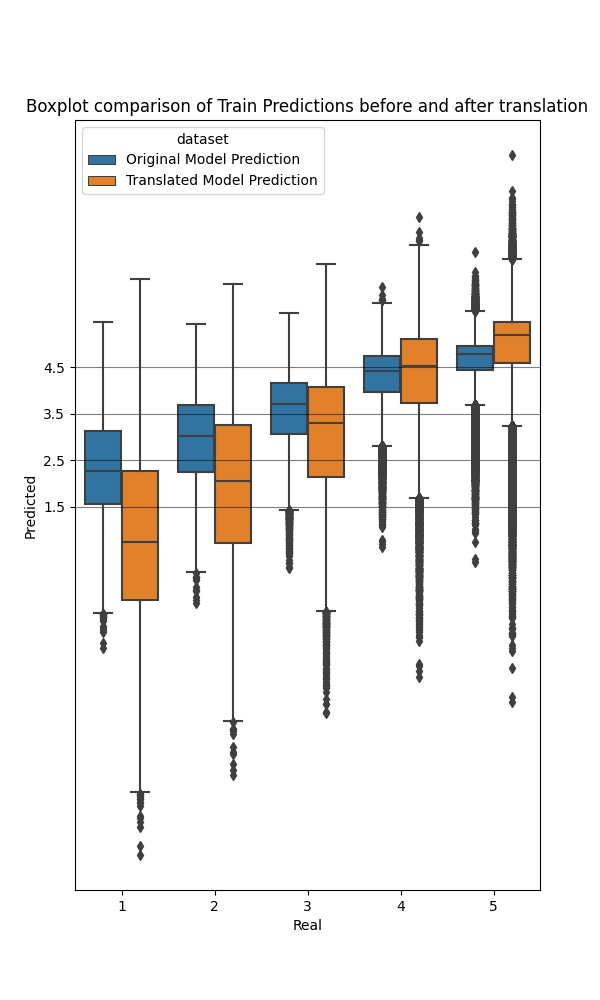 Boxplot comparison of Train Predictions before and after translation
dataset
Original Model Prediction
Translated Model Prediction
4.5
3.5
2.5
1.5
Predicted
1 2 3 4 5
Real